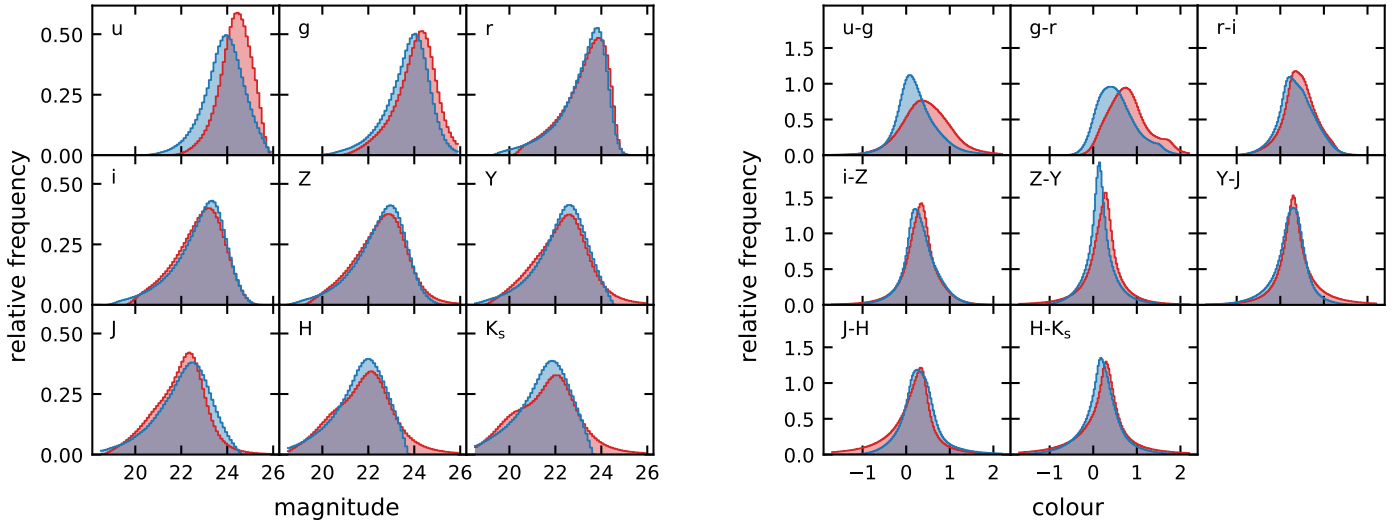 u g r
0.50
0.25
0.00
i Z Y
0.50
0.25
0.00
J H Ks
0.50
0.25
0.00
20 22 24 26 20 22 24 26 20 22 24 26
relative frequency
magnitude
u-g g-r r-i
1.5
1.0
0.5
0.0
i-Z Z-Y Y-J
1.5
1.0
0.5
0.0
J-H H-Ks
1.5
1.0
0.5
0.0
−1 0 1 2 −1 0 1 2
relative frequency
colour